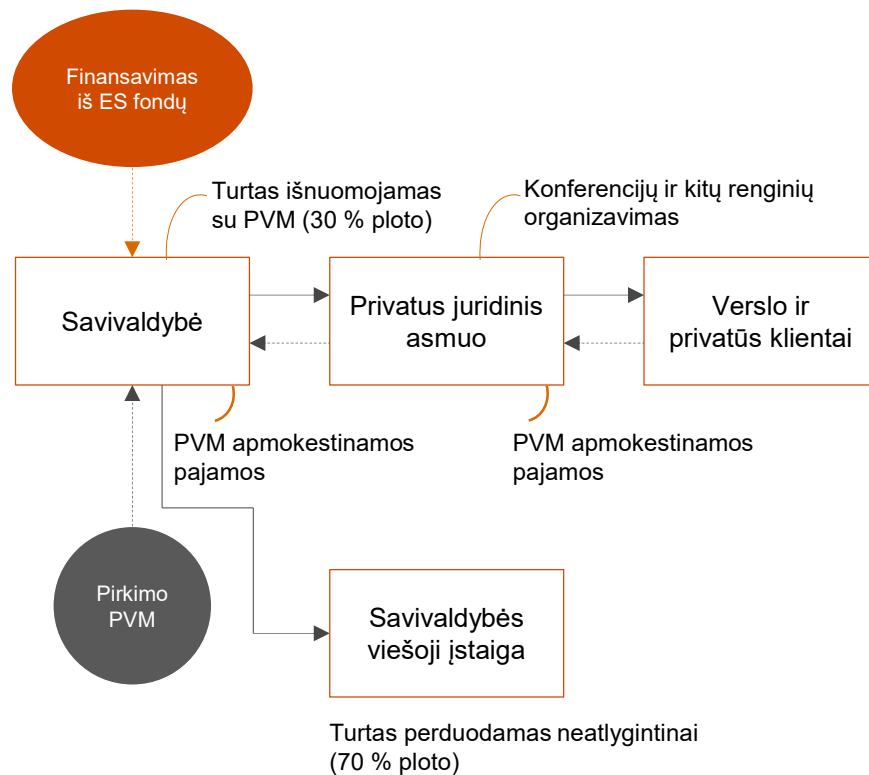 Finansavimas
iš ES fondų
Turtas išnuomojamas
su PVM (30 % ploto)
Konferencijų ir kitų renginių
organizavimas
Savivaldybė
Privatus juridinis
asmuo
Verslo ir
privatūs klientai
PVM apmokestinamos
pajamos
PVM apmokestinamos
pajamos
Pirkimo
PVM
Savivaldybės
viešoji įstaiga
Turtas perduodamas neatlygintinai
(70 % ploto)